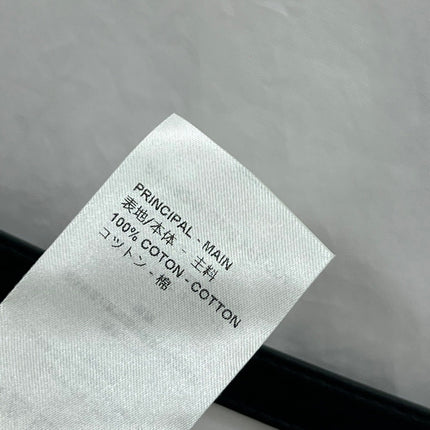 PRINCIPAL - MAIN
表地/本体 - 主料
100% COTON - COTTON
コットン - 棉